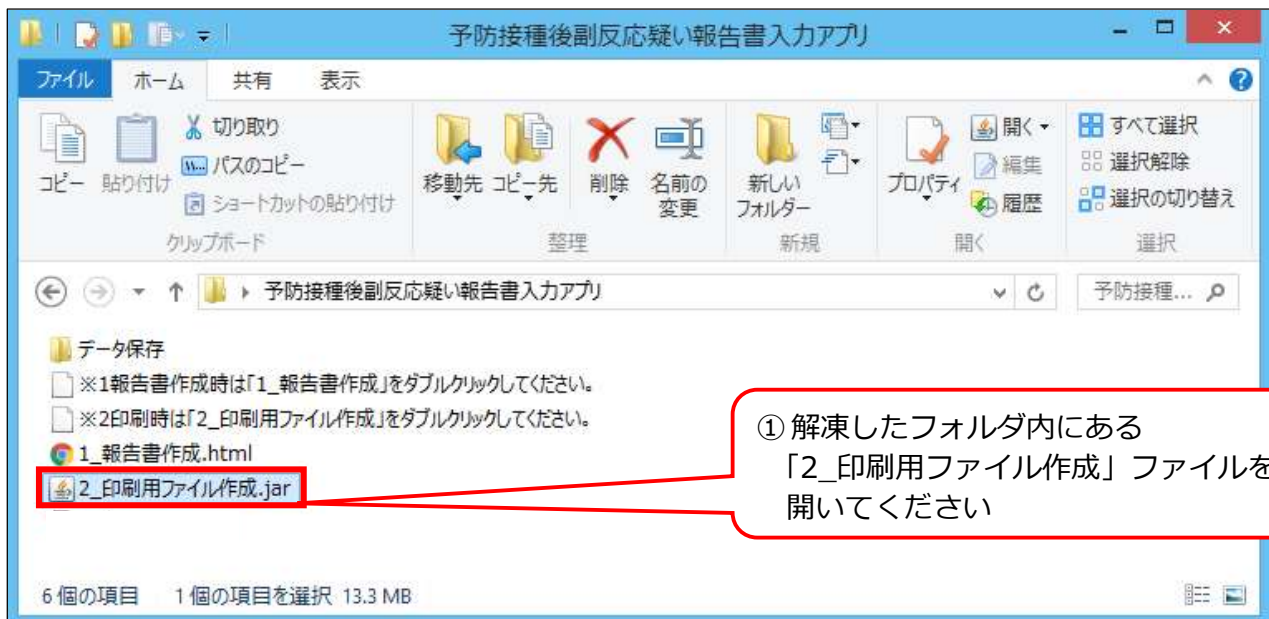 予防接種後副反応疑い報告書入力アプリ
ファイル ホーム 共有 表示
コピー 貼り付け 切り取り
パスのコピー
ショートカットの貼り付け
クリップボード
移動先 コピー先 削除 名前の変更
整理
新しいフォルダー
新規
プロパティ 開く
編集
履歴
開く
すべて選択
選択解除
選択の切り替え
選択
予防接種後副反応疑い報告書入力アプリ 予防接種...
データ保存
※1報告書作成時は「1_報告書作成」をダブルクリックしてください。
※2印刷時は「2_印刷用ファイル作成」をダブルクリックしてください。
1_報告書作成.html
2_印刷用ファイル作成.jar
① 解凍したフォルダ内にある
「2_印刷用ファイル作成」ファイルを
開いてください
6 個の項目 1 個の項目を選択 13.3 MB